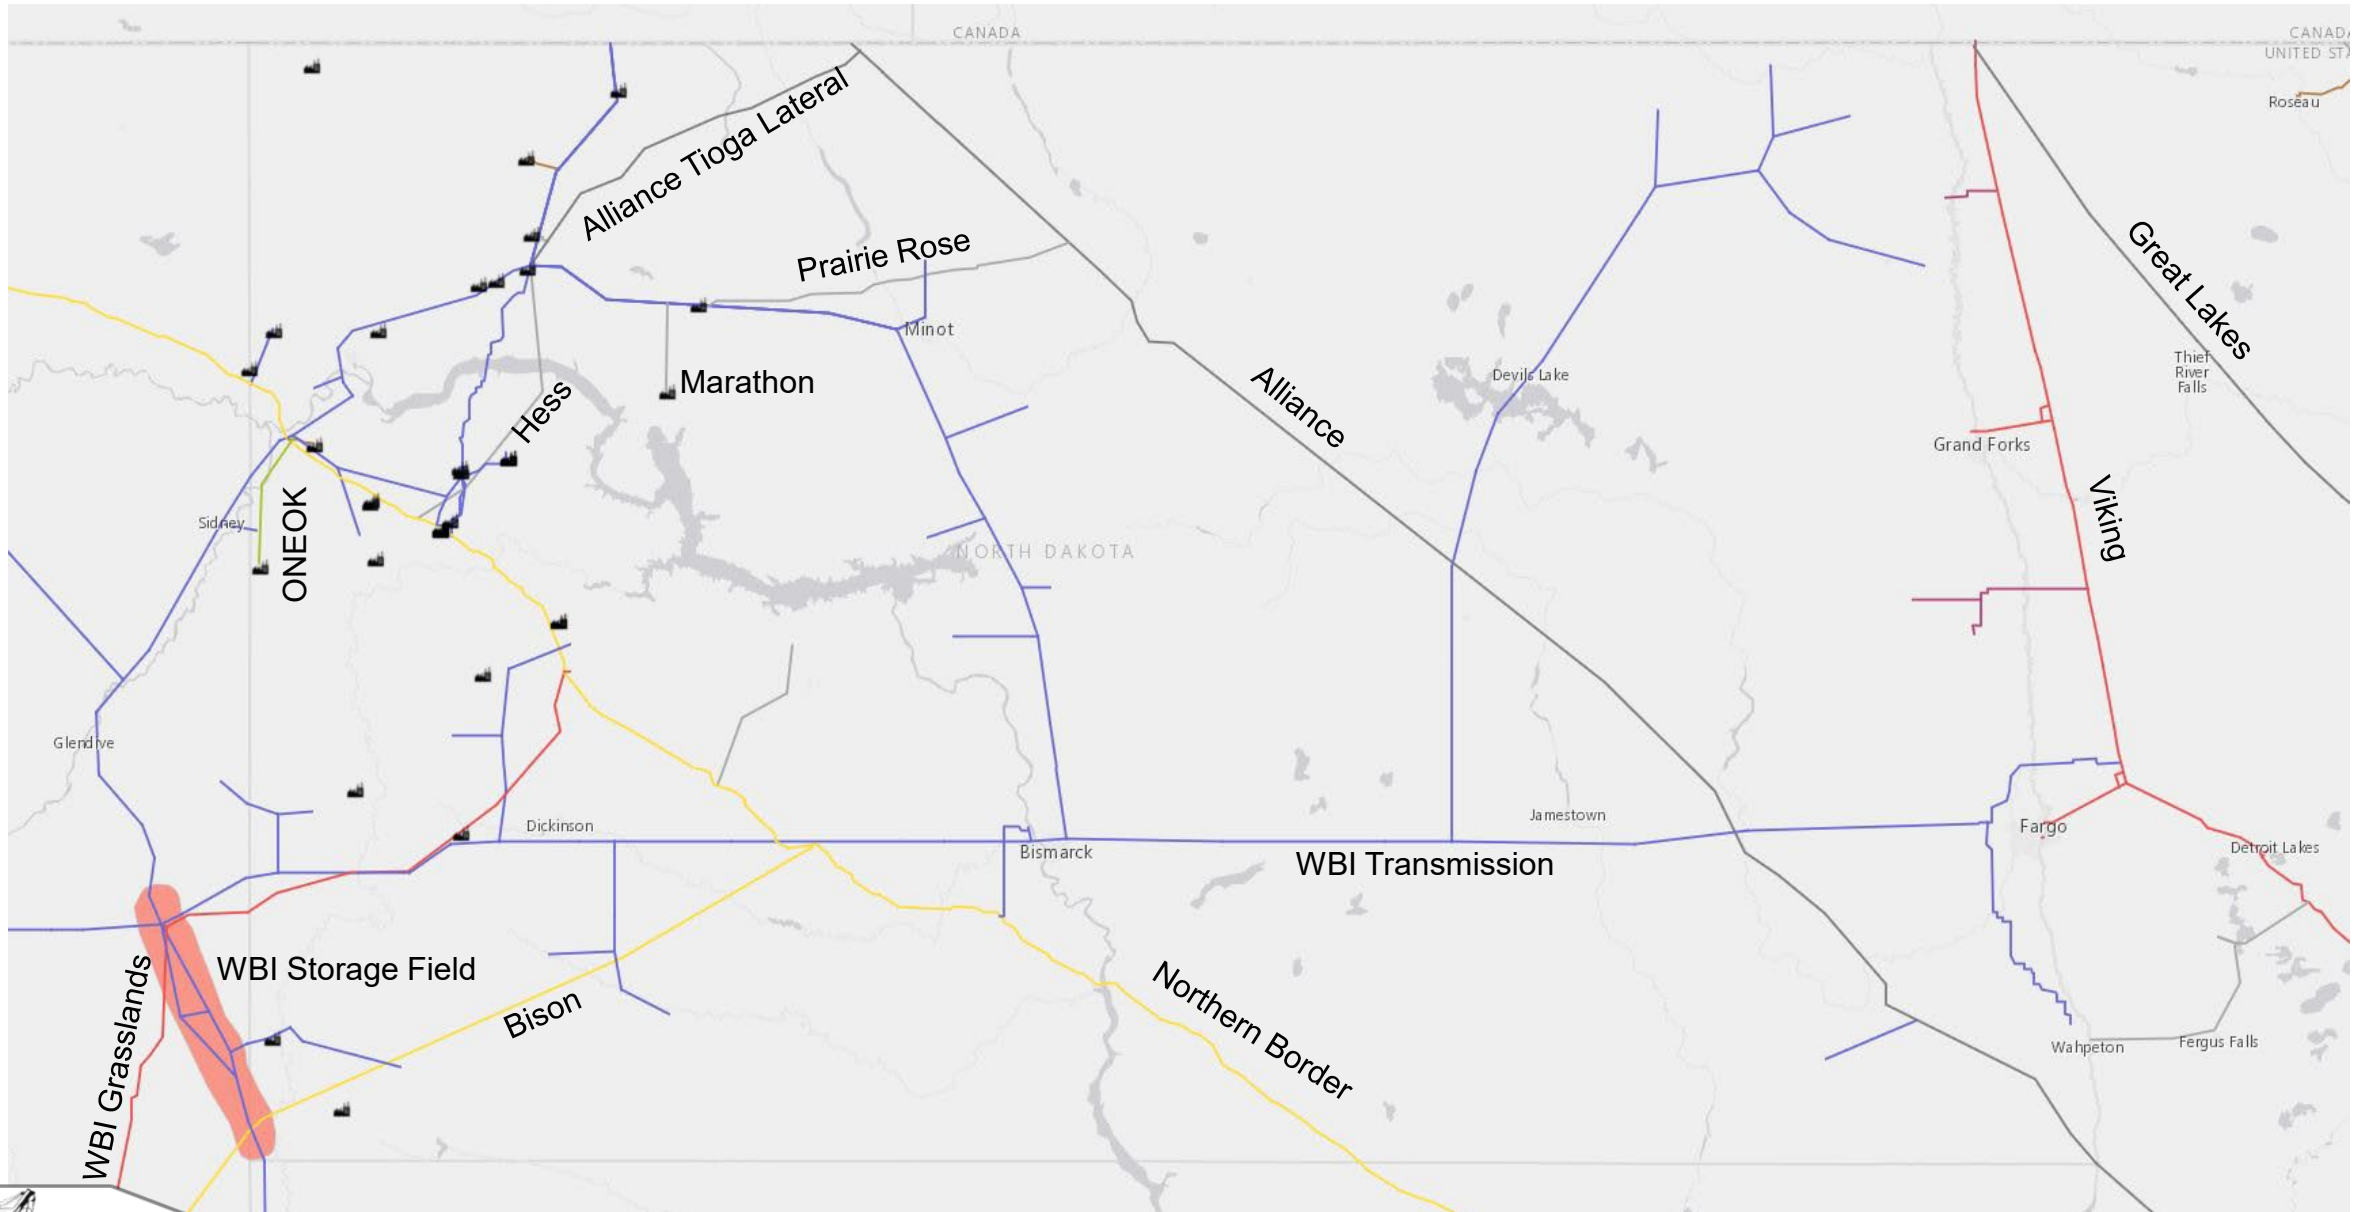 CANADA
CANADA
UNITED ST
Roseau
Alliance Tioga Lateral
Prairie Rose
Great Lakes
Minot
Thief
River
Falls
Marathon
Devils Lake
Alliance
Hess
Grand Forks
Viking
ONEOK
Sidney
NORTH DAKOTA
Glendive
Dickinson
Jamestown
Fargo
Bismarck
Detroit Lakes
WBI Transmission
WBI Storage Field
WBI Grasslands
Bison
Northern Border
Wahpeton
Fergus Falls